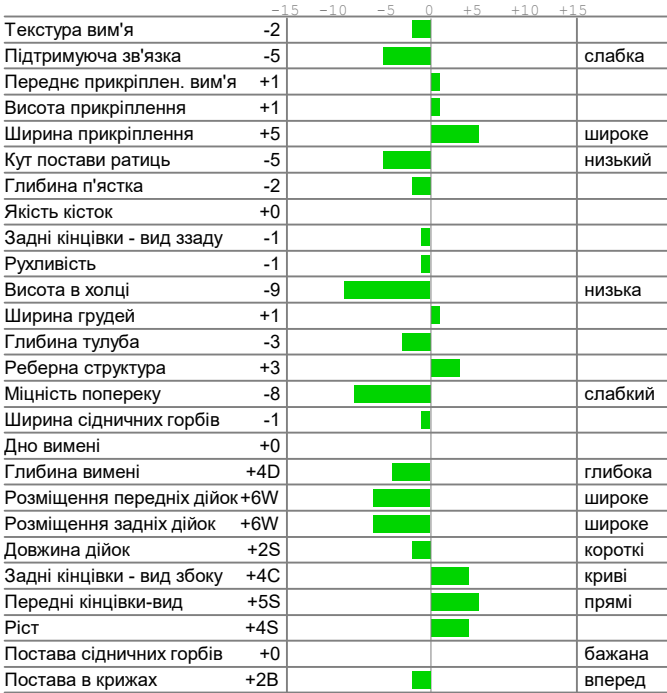 -15 -10 -5 0 +5 +10 +15
Текстура вим'я -2
Підтримуюча зв'язка -5 слабка
Переднє прикріплен. вим'я +1
Висота прикріплення +1
Ширина прикріплення +5 широке
Кут постави ратиць -5 низький
Глибина п'ястка -2
Якість кісток +0
Задні кінцівки - вид ззаду -1
Рухливість -1
Висота в холці -9 низька
Ширина грудей +1
Глибина тулуба -3
Реберна структура +3
Міцність попереку -8 слабкий
Ширина сідничних горбів -1
Дно вимені +0
Глибина вимені +4D глибока
Розміщення передніх дійок +6W широке
Розміщення задніх дійок +6W широке
Довжина дійок +2S короткі
Задні кінцівки - вид збоку +4C криві
Передні кінцівки-вид +5S прямі
Ріст +4S
Постава сідничних горбів +0 бажана
Постава в крижах +2B вперед